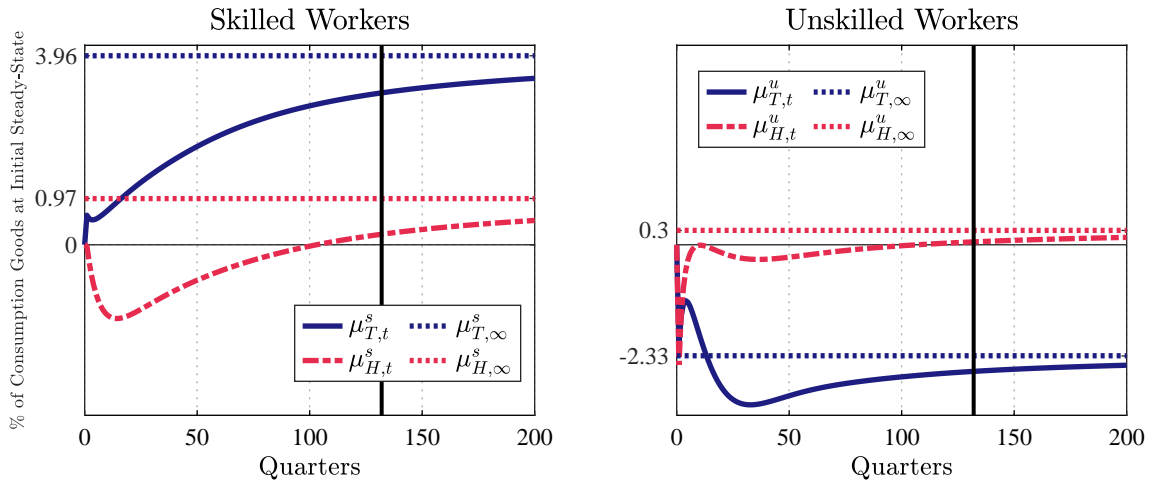 Skilled Workers
% of Consumption Goods at Initial Steady-State
3.96
0.97
0
μ^s_{T,t} μ^s_{T,∞}
μ^s_{H,t} μ^s_{H,∞}
0 50 100 150 200
Quarters
Unskilled Workers
μ^u_{T,t} μ^u_{T,∞}
μ^u_{H,t} μ^u_{H,∞}
0.3
-2.33
0 50 100 150 200
Quarters